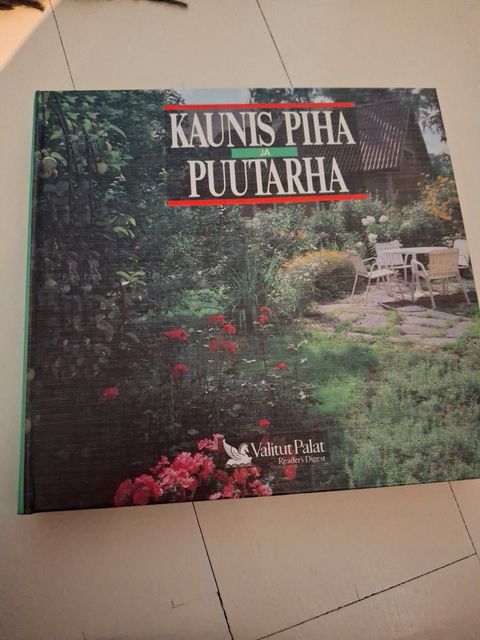 KAUNIS PIHA
JA
PUUTARHA
Valitut Palat
Reader's Digest